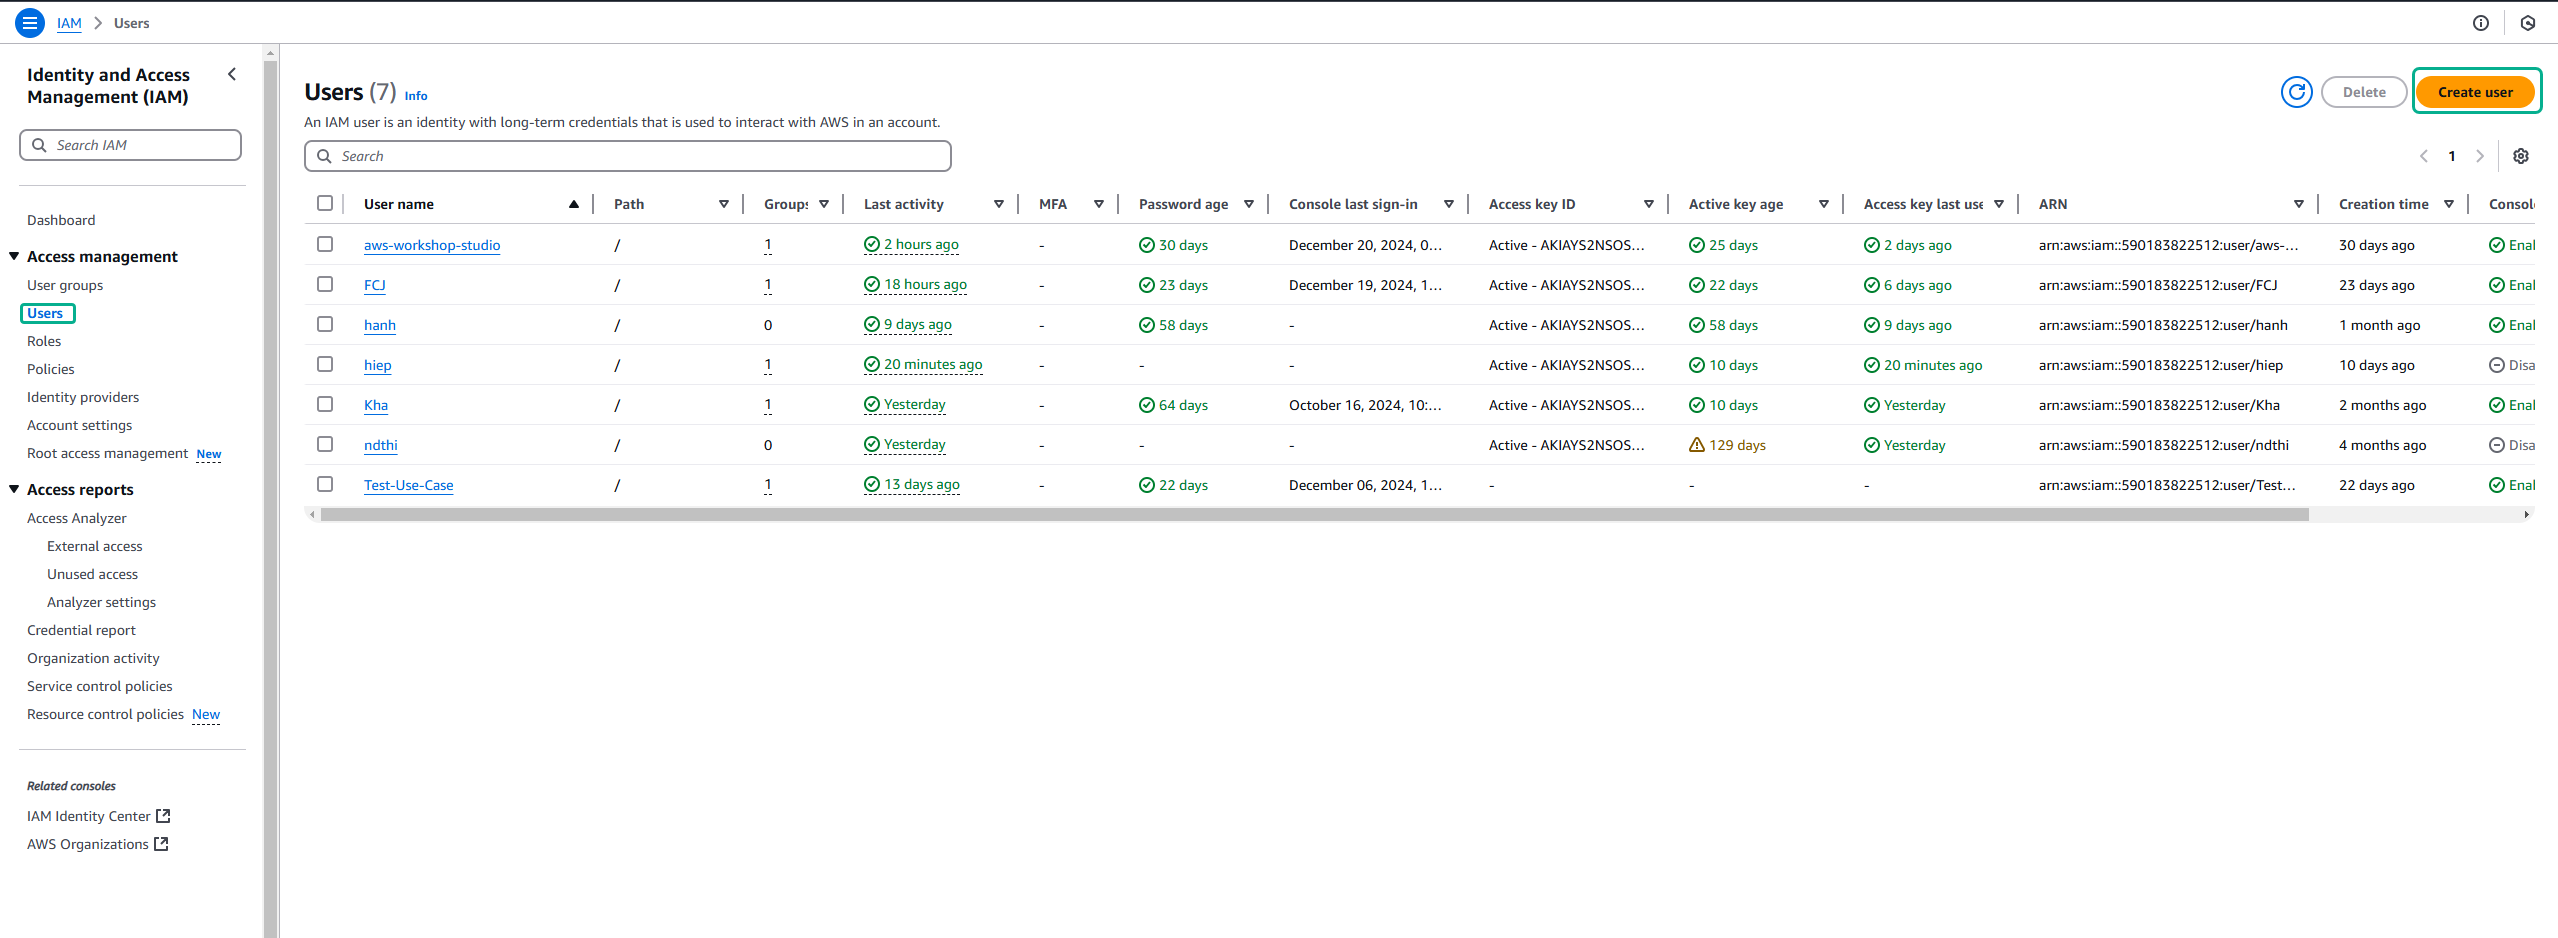 IAM > Users
Identity and Access
Management (IAM)
Search IAM
Dashboard
Access management
User groups
Users
Roles
Policies
Identity providers
Account settings
Root access management New
Access reports
Access Analyzer
External access
Unused access
Analyzer settings
Credential report
Organization activity
Service control policies
Resource control policies New
Related consoles
IAM Identity Center
AWS Organizations
Users (7) Info
Delete
Create user
An IAM user is an identity with long-term credentials that is used to interact with AWS in an account.
Search
1
User name Path Groups Last activity MFA Password age Console last sign-in Access key ID Active key age Access key last use ARN Creation time Consol
aws-workshop-studio / 1 2 hours ago - 30 days December 20, 2024, 0... Active - AKIAYS2NSOS... 25 days 2 days ago arn:aws:iam::590183822512:user/aws-... 30 days ago Enal
FCJ / 1 18 hours ago - 23 days December 19, 2024, 1... Active - AKIAYS2NSOS... 22 days 6 days ago arn:aws:iam::590183822512:user/FCJ 23 days ago Enal
hanh / 0 9 days ago - 58 days - Active - AKIAYS2NSOS... 58 days 9 days ago arn:aws:iam::590183822512:user/hanh 1 month ago Enal
hiep / 1 20 minutes ago - - - Active - AKIAYS2NSOS... 10 days 20 minutes ago arn:aws:iam::590183822512:user/hiep 10 days ago Disa
Kha / 1 Yesterday - 64 days October 16, 2024, 10:... Active - AKIAYS2NSOS... 10 days Yesterday arn:aws:iam::590183822512:user/Kha 2 months ago Enal
ndthi / 0 Yesterday - - - Active - AKIAYS2NSOS... 129 days Yesterday arn:aws:iam::590183822512:user/ndthi 4 months ago Disa
Test-Use-Case / 1 13 days ago - 22 days December 06, 2024, 1... - - - arn:aws:iam::590183822512:user/Test... 22 days ago Enal